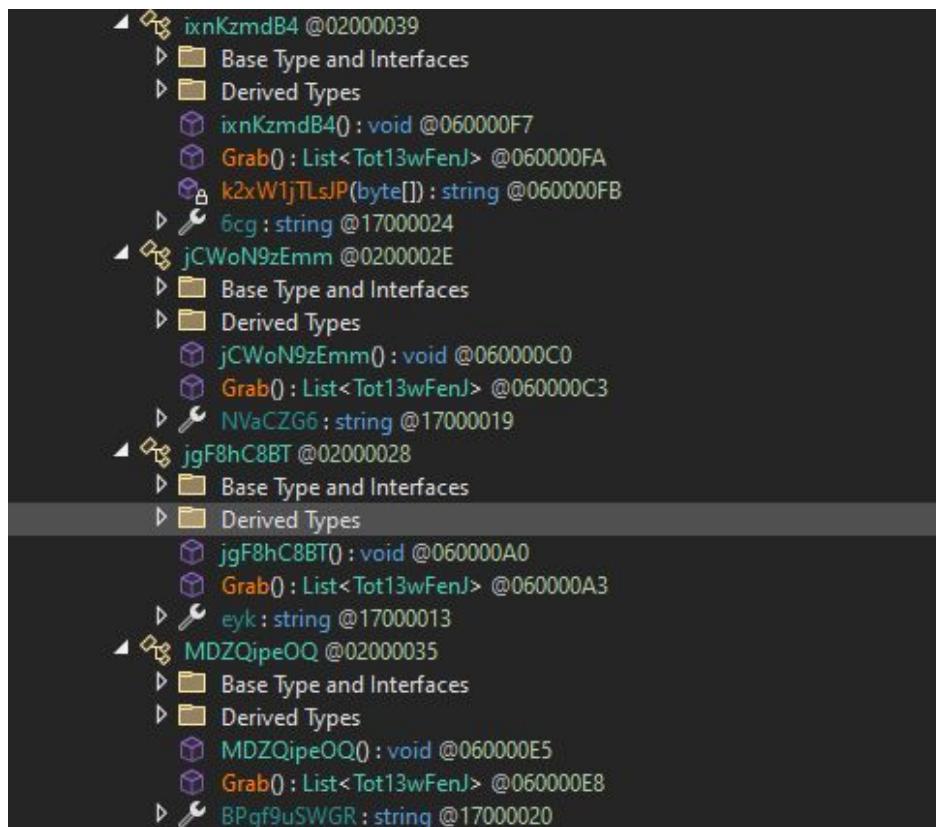 ixnKzmdB4 @02000039
Base Type and Interfaces
Derived Types
ixnKzmdB4() : void @060000F7
Grab() : List<Tot13wFenJ> @060000FA
k2xW1jTLsJP(byte[]) : string @060000FB
6cg : string @17000024
jCWoN9zEmm @0200002E
Base Type and Interfaces
Derived Types
jCWoN9zEmm() : void @060000C0
Grab() : List<Tot13wFenJ> @060000C3
NVaCZG6 : string @17000019
jgF8hC8BT @02000028
Base Type and Interfaces
Derived Types
jgF8hC8BT() : void @060000A0
Grab() : List<Tot13wFenJ> @060000A3
eyk : string @17000013
MDZQipeOQ @02000035
Base Type and Interfaces
Derived Types
MDZQipeOQ() : void @060000E5
Grab() : List<Tot13wFenJ> @060000E8
BPgf9uSWGR : string @17000020